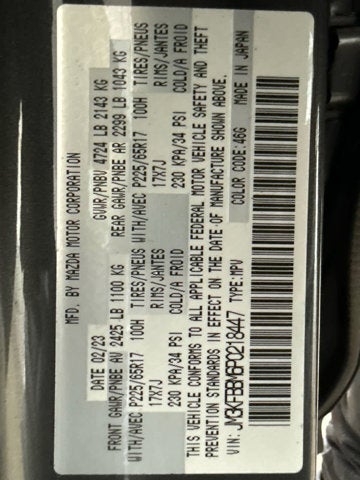 MFD. BY MAZDA MOTOR CORPORATION
DATE 02/23 GVWR/PNBV 4724 LB 2143 KG
FRONT GAWR/PNBE AV 2425 LB 1100 KG REAR GAWR/PNBE AR 2299 LB 1043 KG
WITH/AVEC P225/65R17 100H TIRES/PNEUS WITH/AVEC P225/65R17 100H TIRES/PNEUS
17X7J RIMS/JANTES 17X7J RIMS/JANTES
230 KPA/34 PSI COLD/A FROID 230 KPA/34 PSI COLD/A FROID
THIS VEHICLE CONFORMS TO ALL APPLICABLE FEDERAL MOTOR VEHICLE SAFETY AND THEFT
PREVENTION STANDARDS IN EFFECT ON THE DATE OF MANUFACTURE SHOWN ABOVE.
VIN: JM3KFBBM6P0218447 TYPE:MPV COLOR CODE:46G MADE IN JAPAN